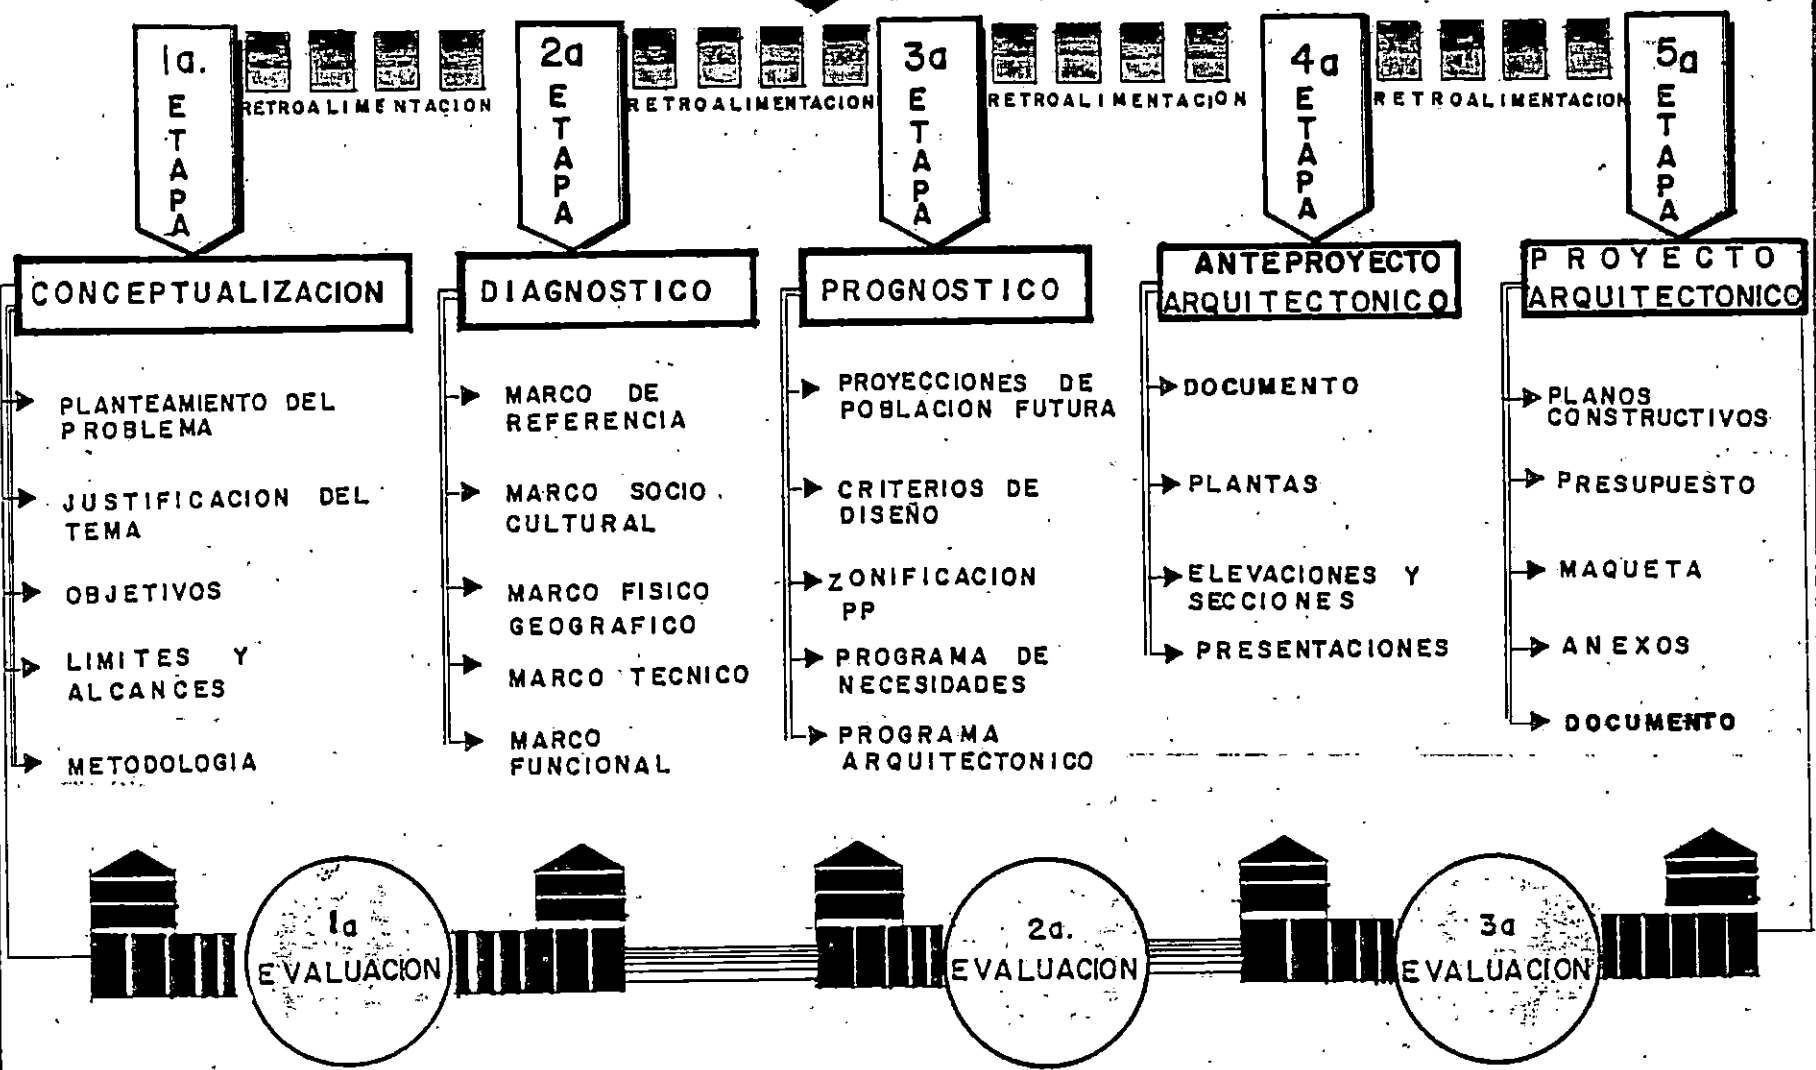 1a.
ETAPA
RETROALIMENTACION
2a
ETAPA
RETROALIMENTACION
3a
ETAPA
RETROALIMENTACION
4a
ETAPA
RETROALIMENTACION
5a
ETAPA
CONCEPTUALIZACION
PLANTEAMIENTO DEL
PROBLEMA
JUSTIFICACION DEL
TEMA
OBJETIVOS
LIMITES Y
ALCANCES
METODOLOGIA
DIAGNOSTICO
MARCO DE
REFERENCIA
MARCO SOCIO
CULTURAL
MARCO FISICO
GEOGRAFICO
MARCO TECNICO
MARCO
FUNCIONAL
PROGNOSTICO
PROYECCIONES DE
POBLACION FUTURA
CRITERIOS DE
DISEÑO
ZONIFICACION
PP
PROGRAMA DE
NECESIDADES
PROGRAMA
ARQUITECTONICO
ANTEPROYECTO
ARQUITECTONICO
DOCUMENTO
PLANTAS
ELEVACIONES Y
SECCIONES
PRESENTACIONES
PROYECTO
ARQUITECTONICO
PLANOS
CONSTRUCTIVOS
PRESUPUESTO
MAQUETA
ANEXOS
DOCUMENTO
1a
EVALUACION
2a.
EVALUACION
3a
EVALUACION